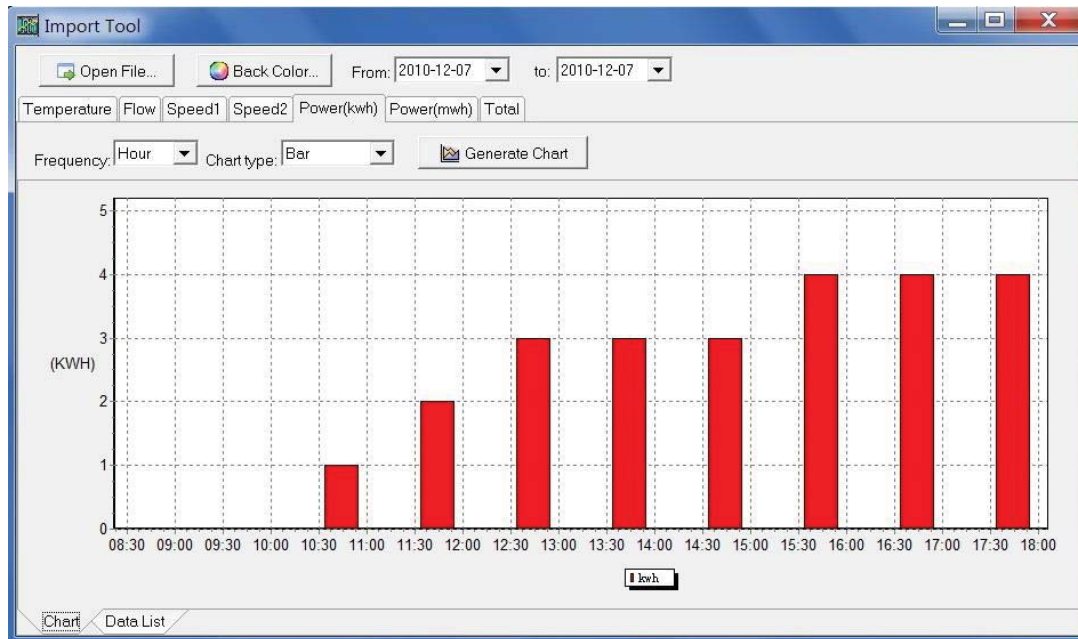 Import Tool
Open File... Back Color... From: 2010-12-07 to: 2010-12-07
Temperature Flow Speed1 Speed2 Power(kwh) Power(mwh) Total
Frequency: Hour Chart type: Bar Generate Chart
5
4
3
(KWH)
2
1
0
08:30 09:00 09:30 10:00 10:30 11:00 11:30 12:00 12:30 13:00 13:30 14:00 14:30 15:00 15:30 16:00 16:30 17:00 17:30 18:00
kwh
Chart Data List